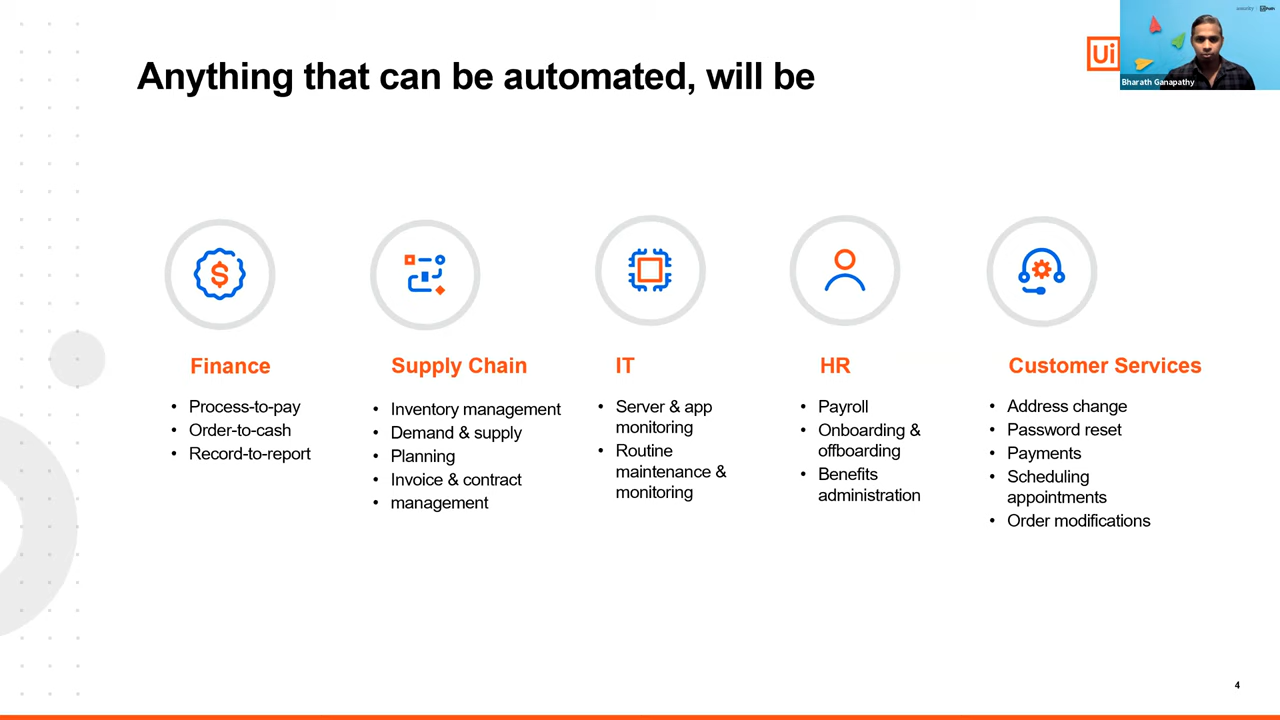 Anything that can be automated, will be
Ui
Bharath Ganapathy
Finance
• Process-to-pay
• Order-to-cash
• Record-to-report
Supply Chain
• Inventory management
• Demand & supply
• Planning
• Invoice & contract
• management
IT
• Server & app
monitoring
• Routine
maintenance &
monitoring
HR
• Payroll
• Onboarding &
offboarding
• Benefits
administration
Customer Services
• Address change
• Password reset
• Payments
• Scheduling
appointments
• Order modifications
4